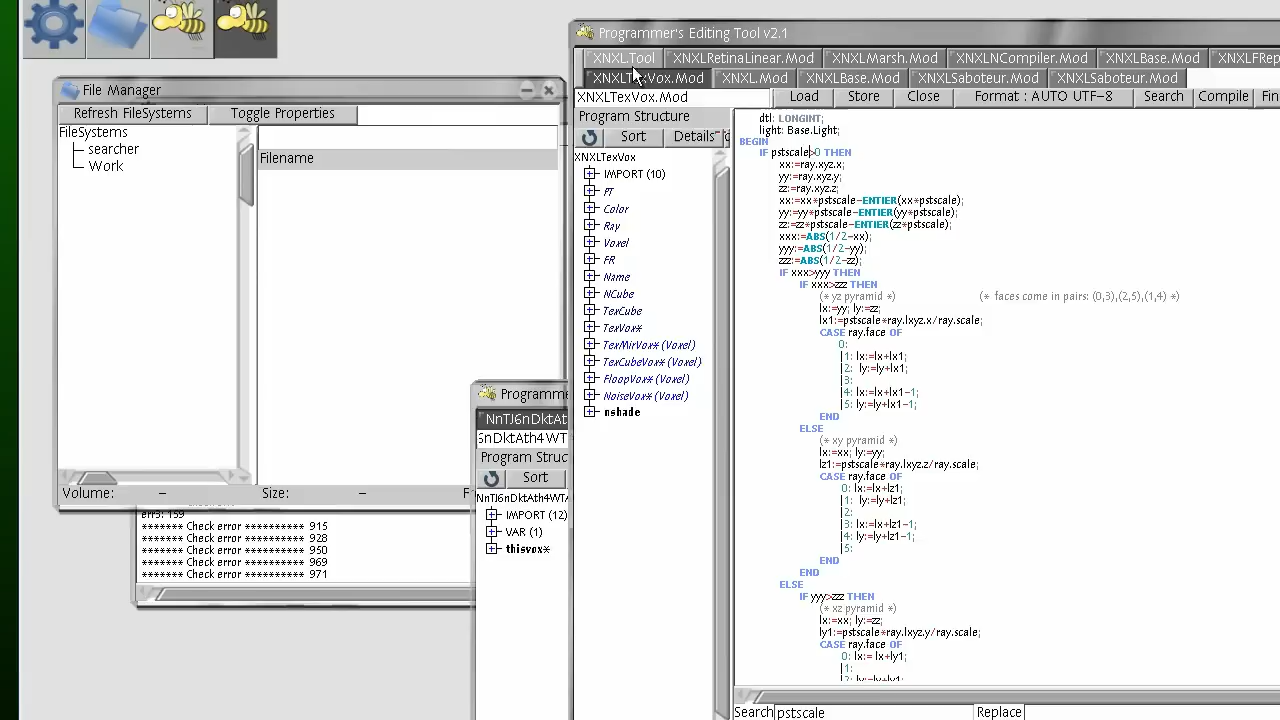 Programmer's Editing Tool v2.1
XNXL.Tool XNXLRetinaLinear.Mod XNXLMarsh.Mod XNXLNCompiler.Mod XNXLBase.Mod XNXLFRep
XNXLTexVox.Mod XNXL.Mod XNXLBase.Mod XNXLSaboteur.Mod XNXLSaboteur.Mod
XNXLTexVox.Mod Load Store Close Format : AUTO UTF-8 Search Compile Fin
Program Structure
Sort Details
XNXLTexVox
IMPORT (10)
PT
Color
Ray
Voxel
FR
Name
NCube
TexCube
TexVox*
TexMirVox* (Voxel)
TexCubeVox* (Voxel)
FloopVox* (Voxel)
NoiseVox* (Voxel)
nshade
dtl: LONGINT;
light: Base.Light;
BEGIN
IF pstscale>0 THEN
xx:=ray.xyz.x;
yy:=ray.xyz.y;
zz:=ray.xyz.z;
xx:=xx*pstscale-ENTIER(xx*pstscale);
yy:=yy*pstscale-ENTIER(yy*pstscale);
zz:=zz*pstscale-ENTIER(zz*pstscale);
xxx:=ABS(1/2-xx);
yyy:=ABS(1/2-yy);
zzz:=ABS(1/2-zz);
IF xxx>yyy THEN
IF xxx>zzz THEN
(* yz pyramid *) (* faces come in pairs: (0,3),(2,5),(1,4) *)
lx:=yy; ly:=zz;
lx1:=pstscale*ray.lxyz.x/ray.scale;
CASE ray.face OF
0:
|1: lx:=lx+lx1;
|2: ly:=ly+lx1;
|3:
|4: lx:=lx+lx1-1;
|5: ly:=ly+lx1-1;
END
ELSE
(* xy pyramid *)
lx:=xx; ly:=yy;
lz1:=pstscale*ray.lxyz.z/ray.scale;
CASE ray.face OF
0: lx:=lx+lz1;
|1: ly:=ly+lz1;
|2:
|3: lx:=lx+lz1-1;
|4: ly:=ly+lz1-1;
|5:
END
END
ELSE
IF yyy>zzz THEN
(* xz pyramid *)
lx:=xx; ly:=zz;
ly1:=pstscale*ray.lxyz.y/ray.scale;
CASE ray.face OF
0: lx:= lx+ly1;
|1:
|2: ly:=ly+ly1;
Search pstscale Replace
File Manager
Refresh FileSystems Toggle Properties
FileSystems
searcher
Work
Filename
Volume: – Size: – F
err3: 159
******* Check error ********** 915
******* Check error ********** 928
******* Check error ********** 950
******* Check error ********** 969
******* Check error ********** 971
Programme
NnTJ6nDktAt
Program Struc
Sort
IMPORT (12)
VAR (1)
thisvox*